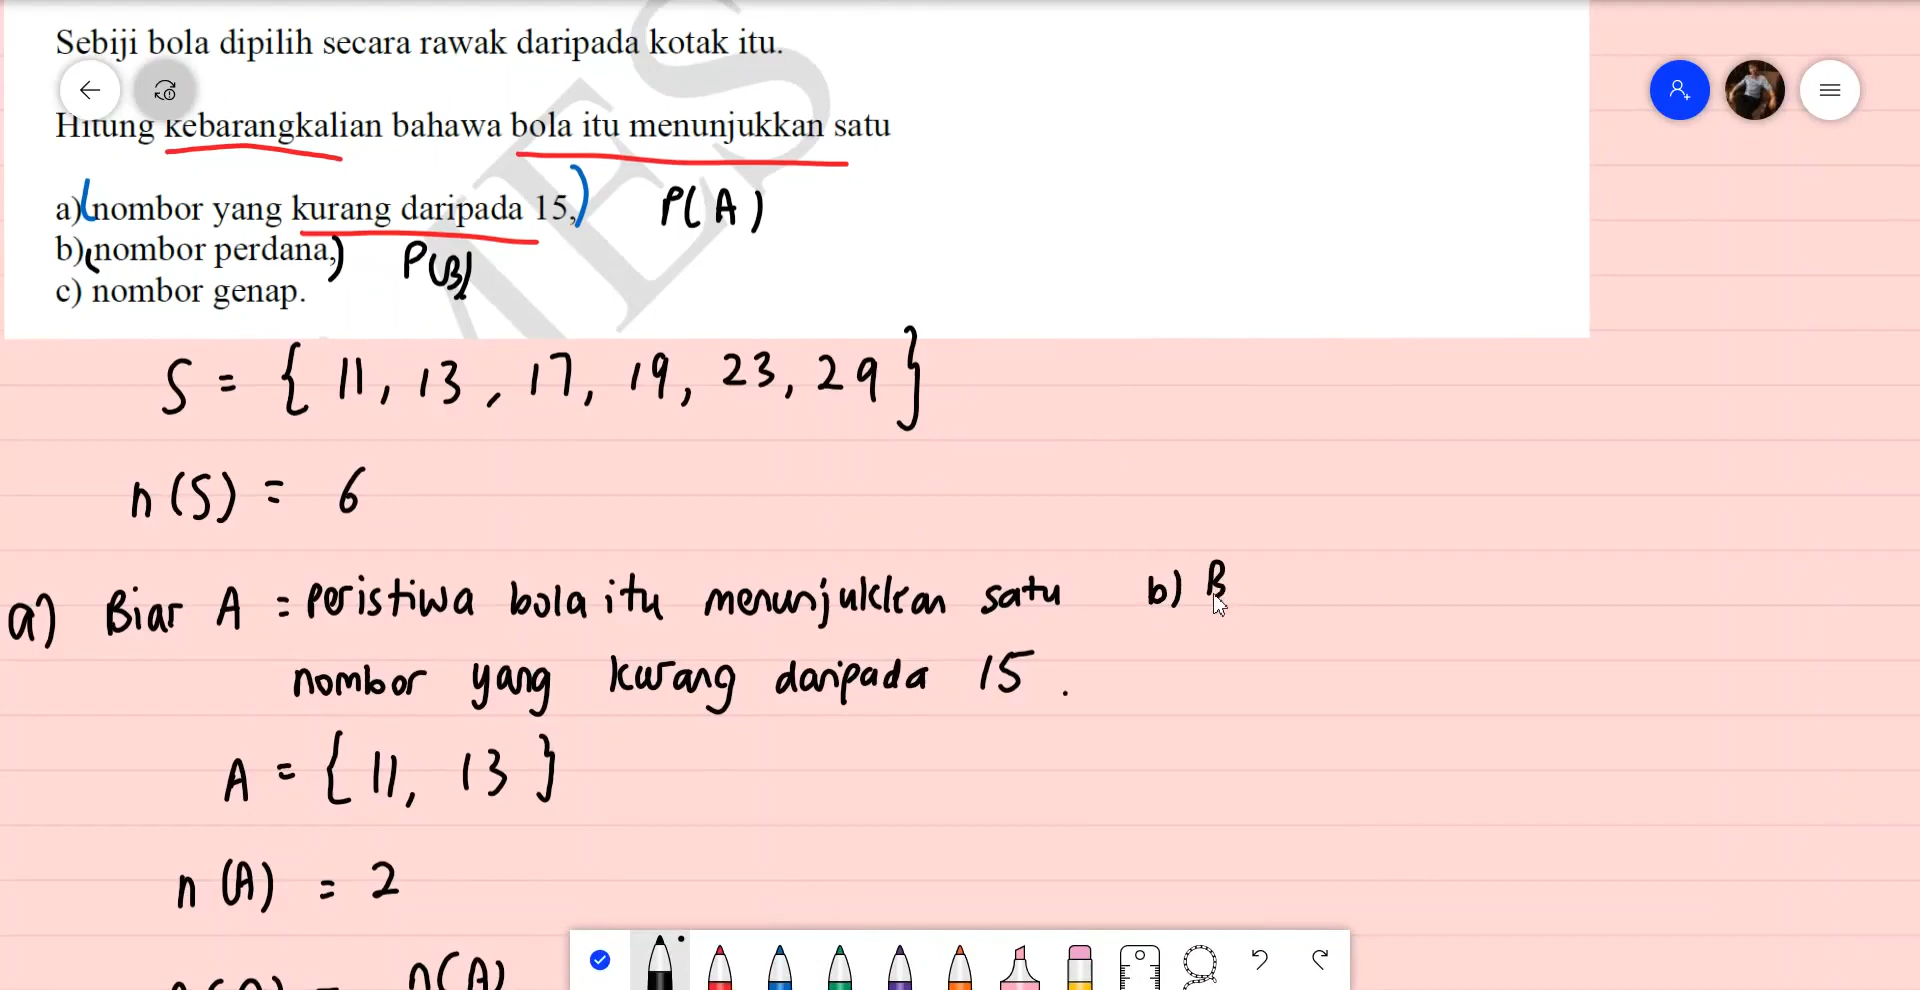 Sebiji bola dipilih secara rawak daripada kotak itu.
Hitung kebarangkalian bahawa bola itu menunjukkan satu
a) nombor yang kurang daripada 15, P(A)
b) nombor perdana, P(B)
c) nombor genap.
S = { 11, 13, 17, 19, 23, 29 }
n(S) = 6
a) Biar A = peristiwa bola itu menunjukkan satu
nombor yang kurang daripada 15.
A = { 11, 13 }
n(A) = 2
n(A)
b) B